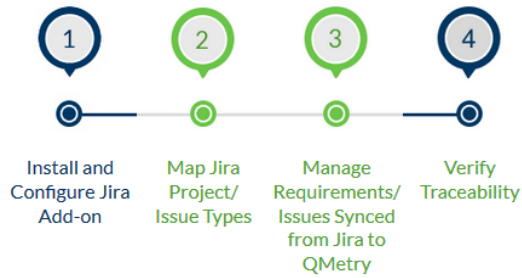 1
2
3
4
Install and
Configure Jira
Add-on
Map Jira
Project/
Issue Types
Manage
Requirements/
Issues Synced
from Jira to
QMetry
Verify
Traceability